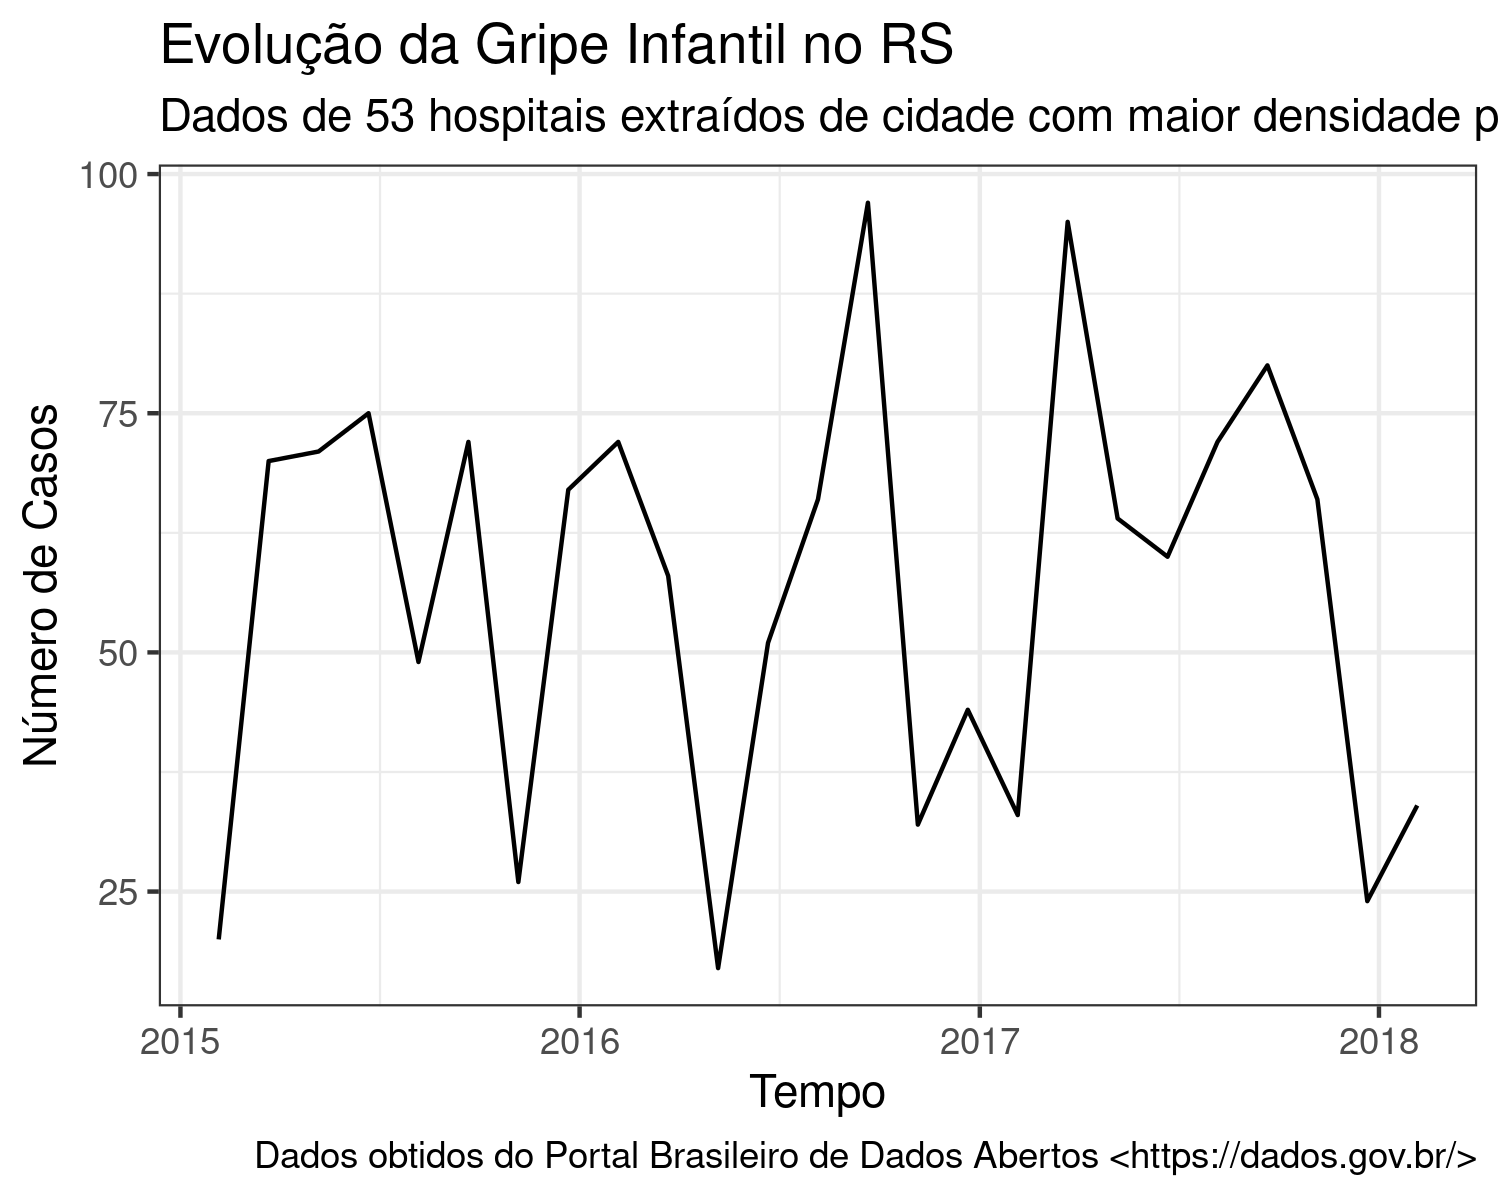 Evolução da Gripe Infantil no RS
Dados de 53 hospitais extraídos de cidade com maior densidade p
100
75
50
25
Número de Casos
2015 2016 2017 2018
Tempo
Dados obtidos do Portal Brasileiro de Dados Abertos <https://dados.gov.br/>